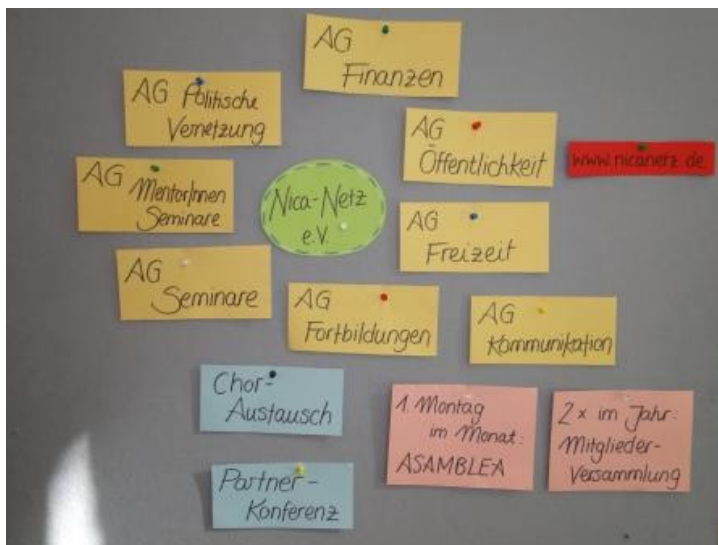 AG
Finanzen
AG Politische
Vernetzung
AG
Öffentlichkeit
www.nicanetz.de
AG
MentorInnen
Seminare
Nica-Netz
e.V.
AG
Freizeit
AG
Seminare
AG
Fortbildungen
AG
Kommunikation
Chor-
Austausch
1. Montag
im Monat:
ASAMBLEA
2x im Jahr:
Mitglieder-
Versammlung
Partner-
Konferenz